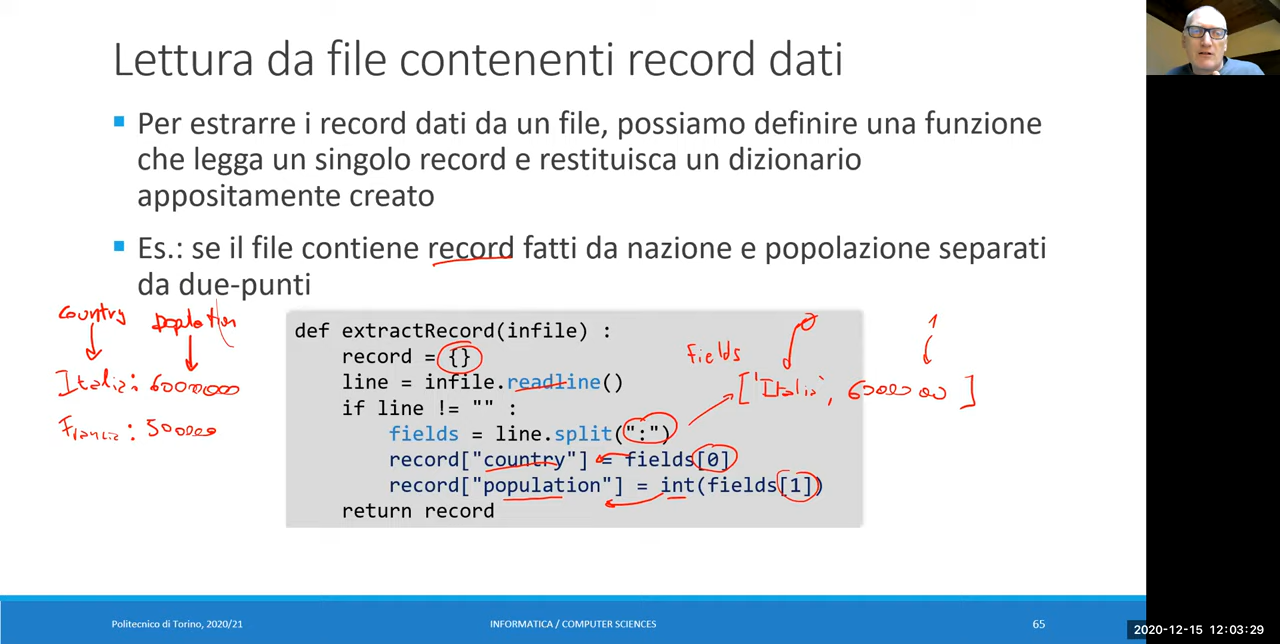 Lettura da file contenenti record dati
▪ Per estrarre i record dati da un file, possiamo definire una funzione
che legga un singolo record e restituisca un dizionario
appositamente creato
▪ Es.: se il file contiene record fatti da nazione e popolazione separati
da due-punti
country population
Italia: 60000000
Francia: 500000
def extractRecord(infile) :
record = {}
line = infile.readline()
if line != "" :
fields = line.split(":")
record["country"] = fields[0]
record["population"] = int(fields[1])
return record
0 1
fields
['Italia', 60000000]
Politecnico di Torino, 2020/21
INFORMATICA / COMPUTER SCIENCES
65
2020-12-15 12:03:29